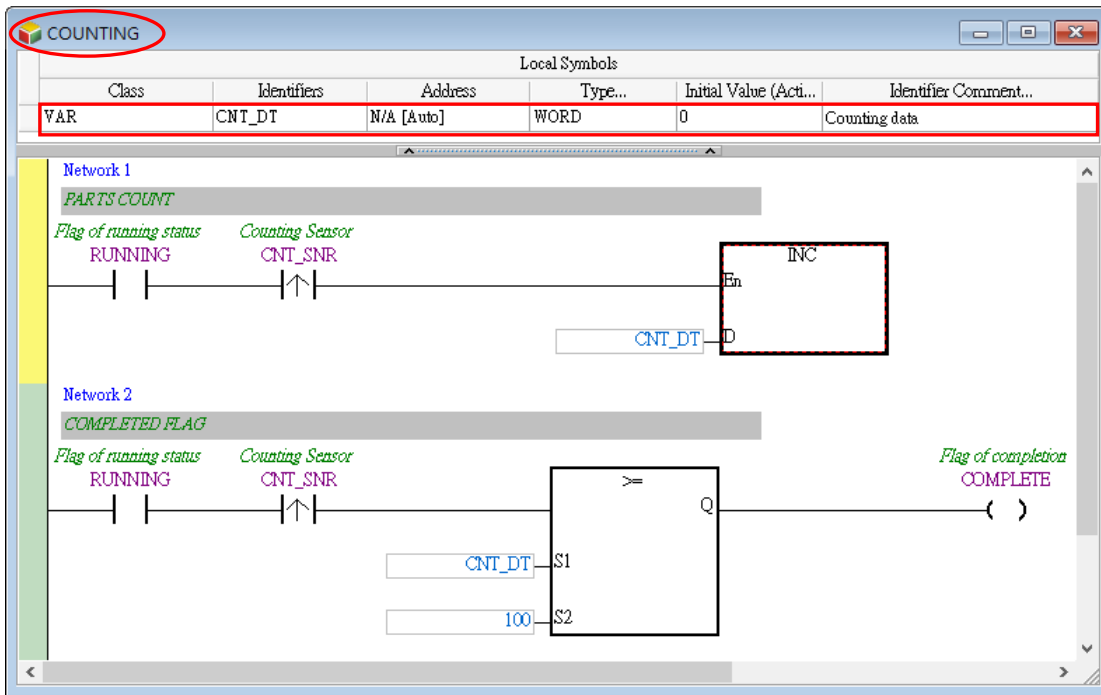 COUNTING
Local Symbols
Class Identifiers Address Type... Initial Value (Acti... Identifier Comment...
VAR CNT_DT N/A [Auto] WORD 0 Counting data
Network 1
PARTS COUNT
Flag of running status Counting Sensor
RUNNING CNT_SNR INC
En
CNT_DT D
Network 2
COMPLETED FLAG
Flag of running status Counting Sensor Flag of completion
RUNNING CNT_SNR >= COMPLETE
Q
CNT_DT S1
100 S2